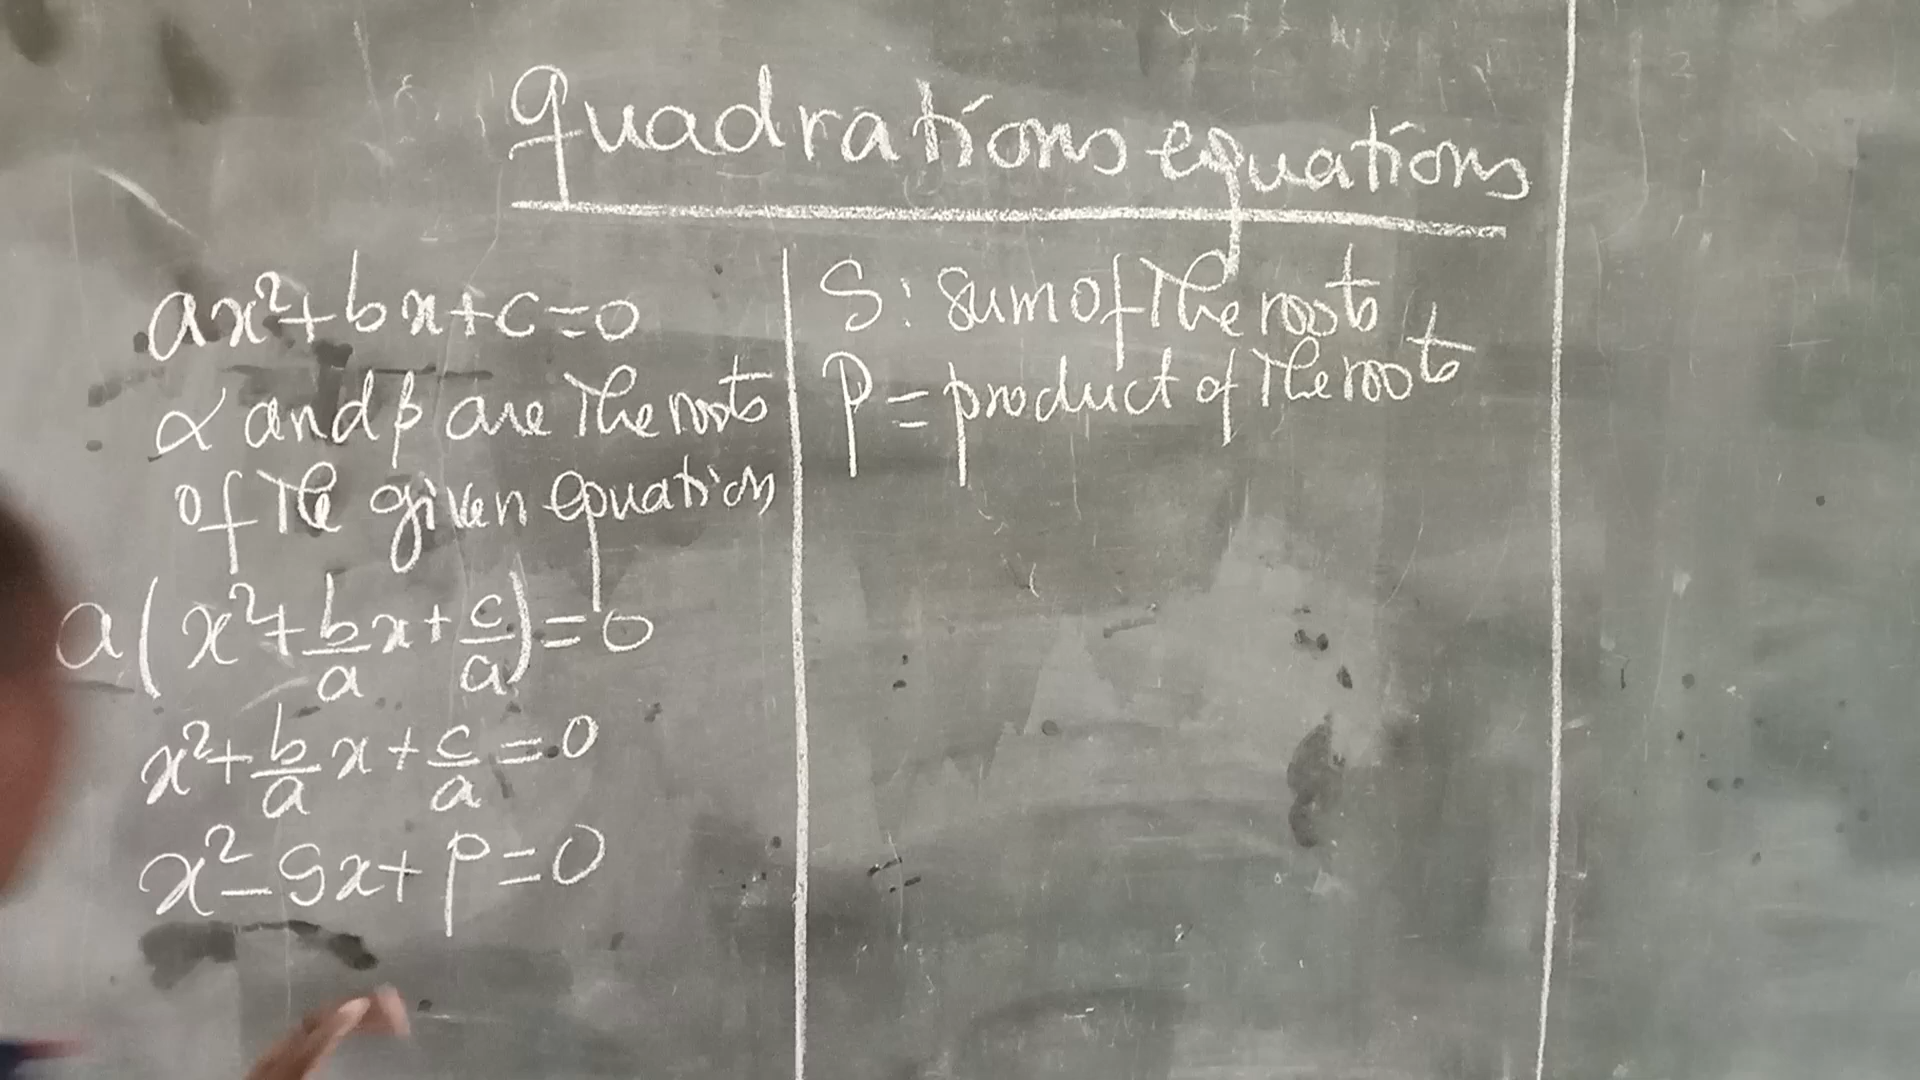 quadrations equations
ax²+bx+c=0
α and β are the roots
of the given equations
a(x²+b/a x+c/a)=0
x²+b/a x+c/a=0
x²-Sx+P=0
S: sum of the roots
P= product of the roots